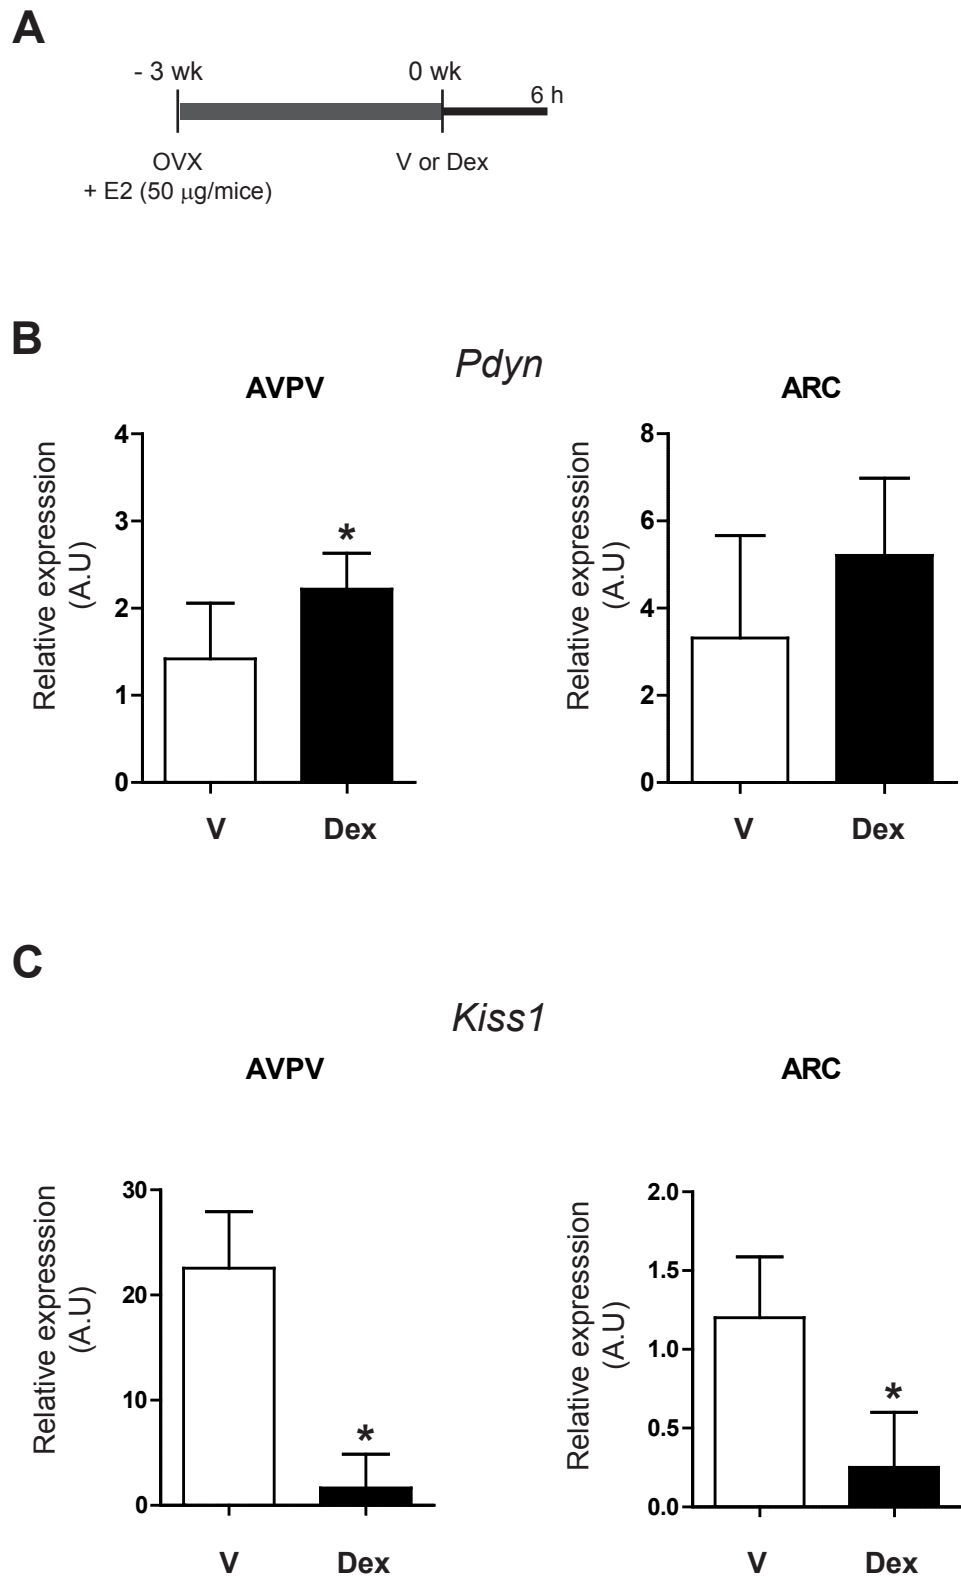 A
- 3 wk
0 wk
6 h
OVX
+ E2 (50 μg/mice)
V or Dex
B
Pdyn
AVPV
ARC
Relative expresssion
(A.U)
4
3
2
1
0
*
V
Dex
Relative expresssion
(A.U)
8
6
4
2
0
V
Dex
C
Kiss1
AVPV
ARC
Relative expresssion
(A.U)
30
20
10
0
*
V
Dex
Relative expresssion
(A.U)
2.0
1.5
1.0
0.5
0.0
*
V
Dex